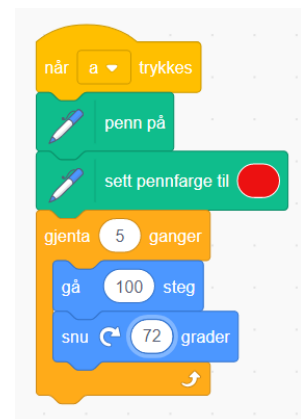 når a trykkes
penn på
sett pennfarge til
gjenta 5 ganger
gå 100 steg
snu 72 grader